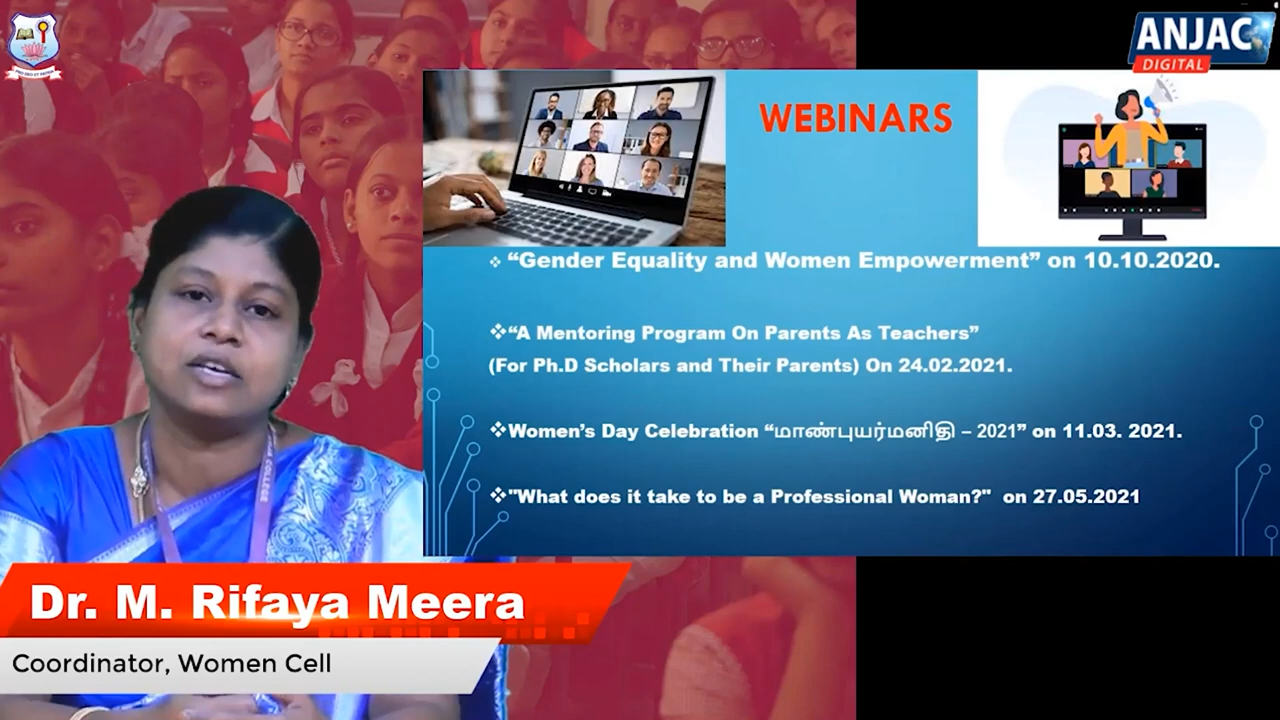 ANJAC
DIGITAL
WEBINARS
❖ “Gender Equality and Women Empowerment” on 10.10.2020.
❖“A Mentoring Program On Parents As Teachers”
(For Ph.D Scholars and Their Parents) On 24.02.2021.
❖Women’s Day Celebration “மாண்புயர்மனிதி – 2021” on 11.03. 2021.
❖"What does it take to be a Professional Woman?" on 27.05.2021
COLLEGE
Dr. M. Rifaya Meera
Coordinator, Women Cell